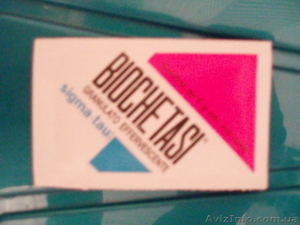 BIOCHETASI®
GRANULATO EFFERVESCENTE
sigma tau
AvizInfo.com.ua